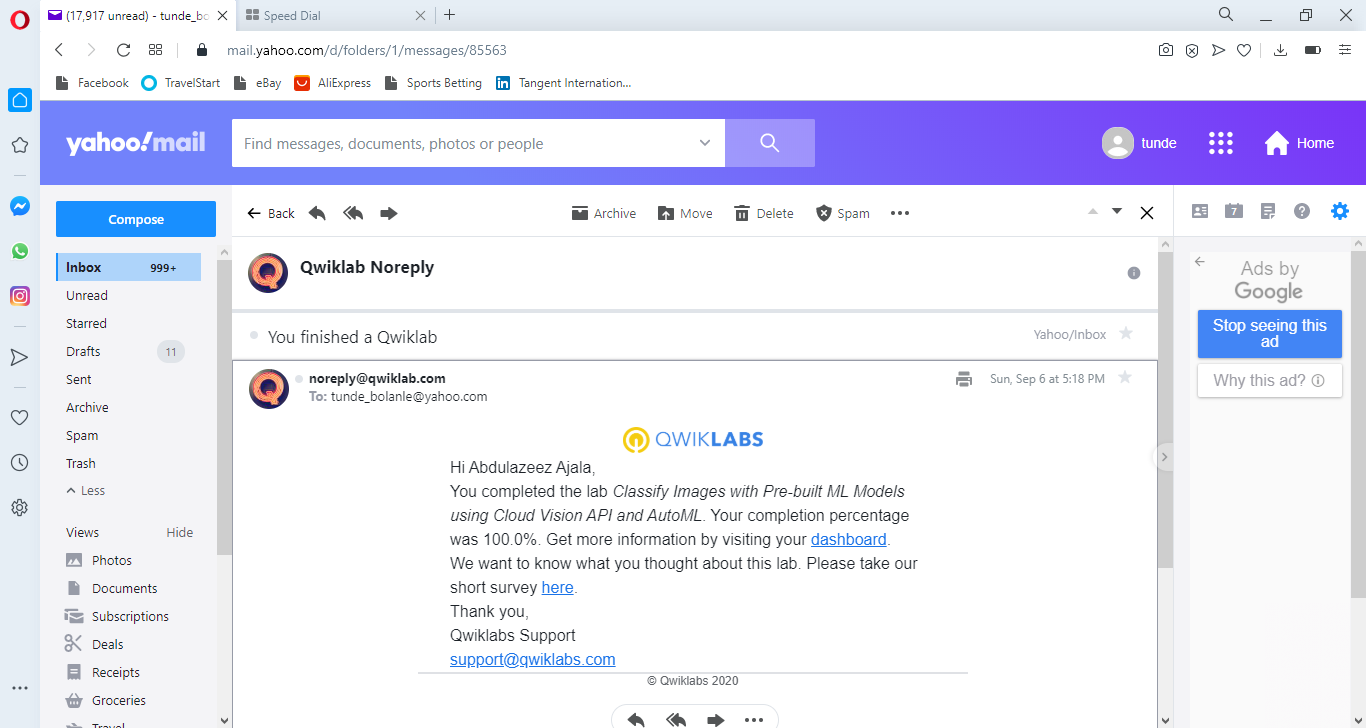 (17,917 unread) - tunde_bo
Speed Dial
mail.yahoo.com/d/folders/1/messages/85563
Facebook
TravelStart
eBay
AliExpress
Sports Betting
Tangent Internation...
yahoo!mail
Find messages, documents, photos or people
tunde
Home
Compose
Back
Archive
Move
Delete
Spam
7
Inbox
999+
Unread
Starred
Drafts
11
Sent
Archive
Spam
Trash
Less
Views
Hide
Photos
Documents
Subscriptions
Deals
Receipts
Groceries
Travel
Qwiklab Noreply
You finished a Qwiklab
Yahoo/Inbox
noreply@qwiklab.com
Sun, Sep 6 at 5:18 PM
To: tunde_bolanle@yahoo.com
QWIKLABS
Hi Abdulazeez Ajala,
You completed the lab Classify Images with Pre-built ML Models
using Cloud Vision API and AutoML. Your completion percentage
was 100.0%. Get more information by visiting your dashboard.
We want to know what you thought about this lab. Please take our
short survey here.
Thank you,
Qwiklabs Support
support@qwiklabs.com
© Qwiklabs 2020
Ads by
Google
Stop seeing this
ad
Why this ad?